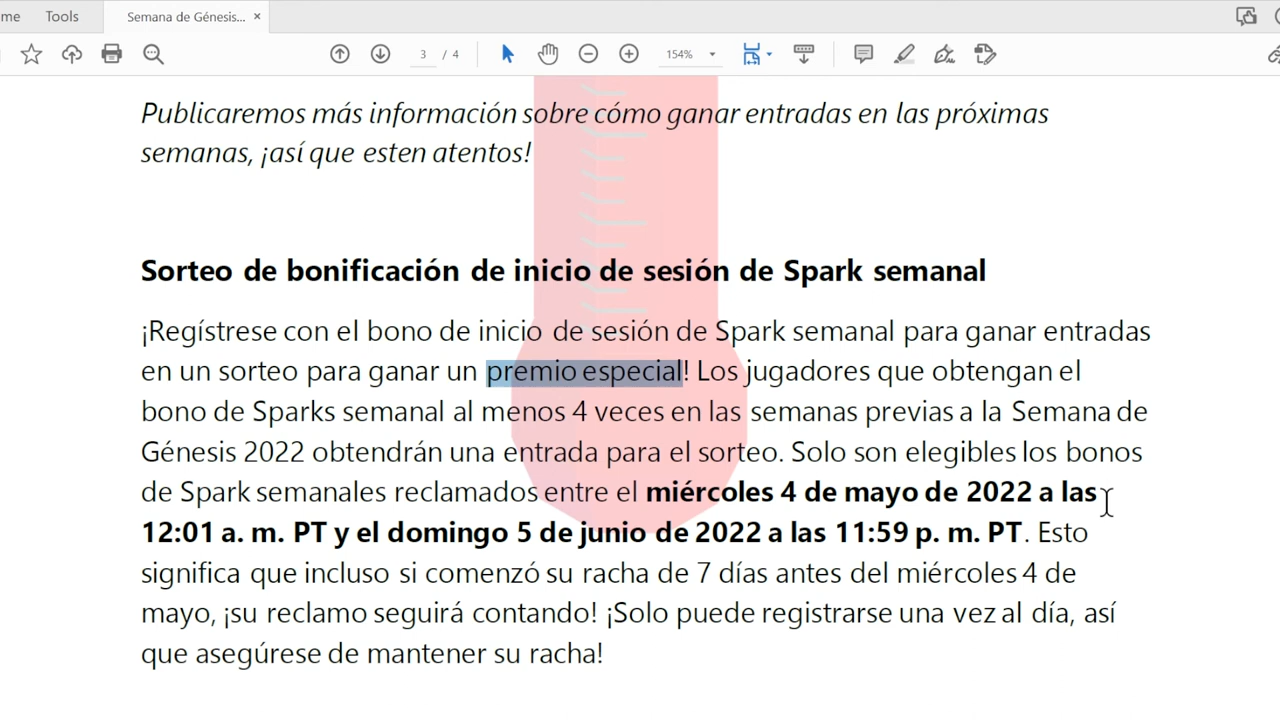 me Tools Semana de Génesis... ×
3 / 4 154%
Publicaremos más información sobre cómo ganar entradas en las próximas
semanas, ¡así que esten atentos!
Sorteo de bonificación de inicio de sesión de Spark semanal
¡Regístrese con el bono de inicio de sesión de Spark semanal para ganar entradas
en un sorteo para ganar un premio especial! Los jugadores que obtengan el
bono de Sparks semanal al menos 4 veces en las semanas previas a la Semana de
Génesis 2022 obtendrán una entrada para el sorteo. Solo son elegibles los bonos
de Spark semanales reclamados entre el miércoles 4 de mayo de 2022 a las
12:01 a. m. PT y el domingo 5 de junio de 2022 a las 11:59 p. m. PT. Esto
significa que incluso si comenzó su racha de 7 días antes del miércoles 4 de
mayo, ¡su reclamo seguirá contando! ¡Solo puede registrarse una vez al día, así
que asegúrese de mantener su racha!